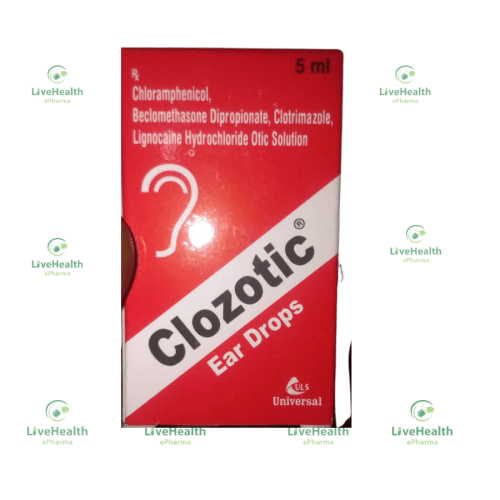 5 ml
Rx
Chloramphenicol,
Beclomethasone Dipropionate, Clotrimazole,
Lignocaine Hydrochloride Otic Solution
Clozotic®
Ear Drops
ULS
Universal
LiveHealth
ePharma
LiveHealth
ePharma
LiveHealth
ePharma
LiveHealth
ePharma
LiveHealth
ePharma
LiveHealth
ePharma
LiveHealth
ePharma
LiveHealth
ePharma